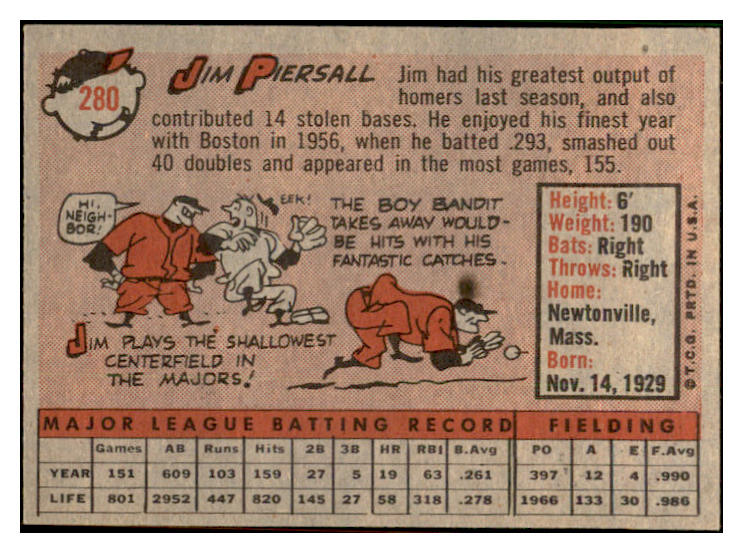 280
JIM PIERSALL
Jim had his greatest output of
homers last season, and also
contributed 14 stolen bases. He enjoyed his finest year
with Boston in 1956, when he batted .293, smashed out
40 doubles and appeared in the most games, 155.
HI,
NEIGH-
BOR!
EEK!
THE BOY BANDIT
TAKES AWAY WOULD-
BE HITS WITH HIS
FANTASTIC CATCHES-
JIM PLAYS THE SHALLOWEST
CENTERFIELD IN
THE MAJORS!
Height: 6'
Weight: 190
Bats: Right
Throws: Right
Home:
Newtonville,
Mass.
Born:
Nov. 14, 1929
© T.C.G. PRTD. IN U.S.A.
MAJOR LEAGUE BATTING RECORD FIELDING
Games AB Runs Hits 2B 3B HR RBI B.Avg PO A E F.Avg
YEAR 151 609 103 159 27 5 19 63 .261 397 12 4 .990
LIFE 801 2952 447 820 145 27 58 318 .278 1966 133 30 .986